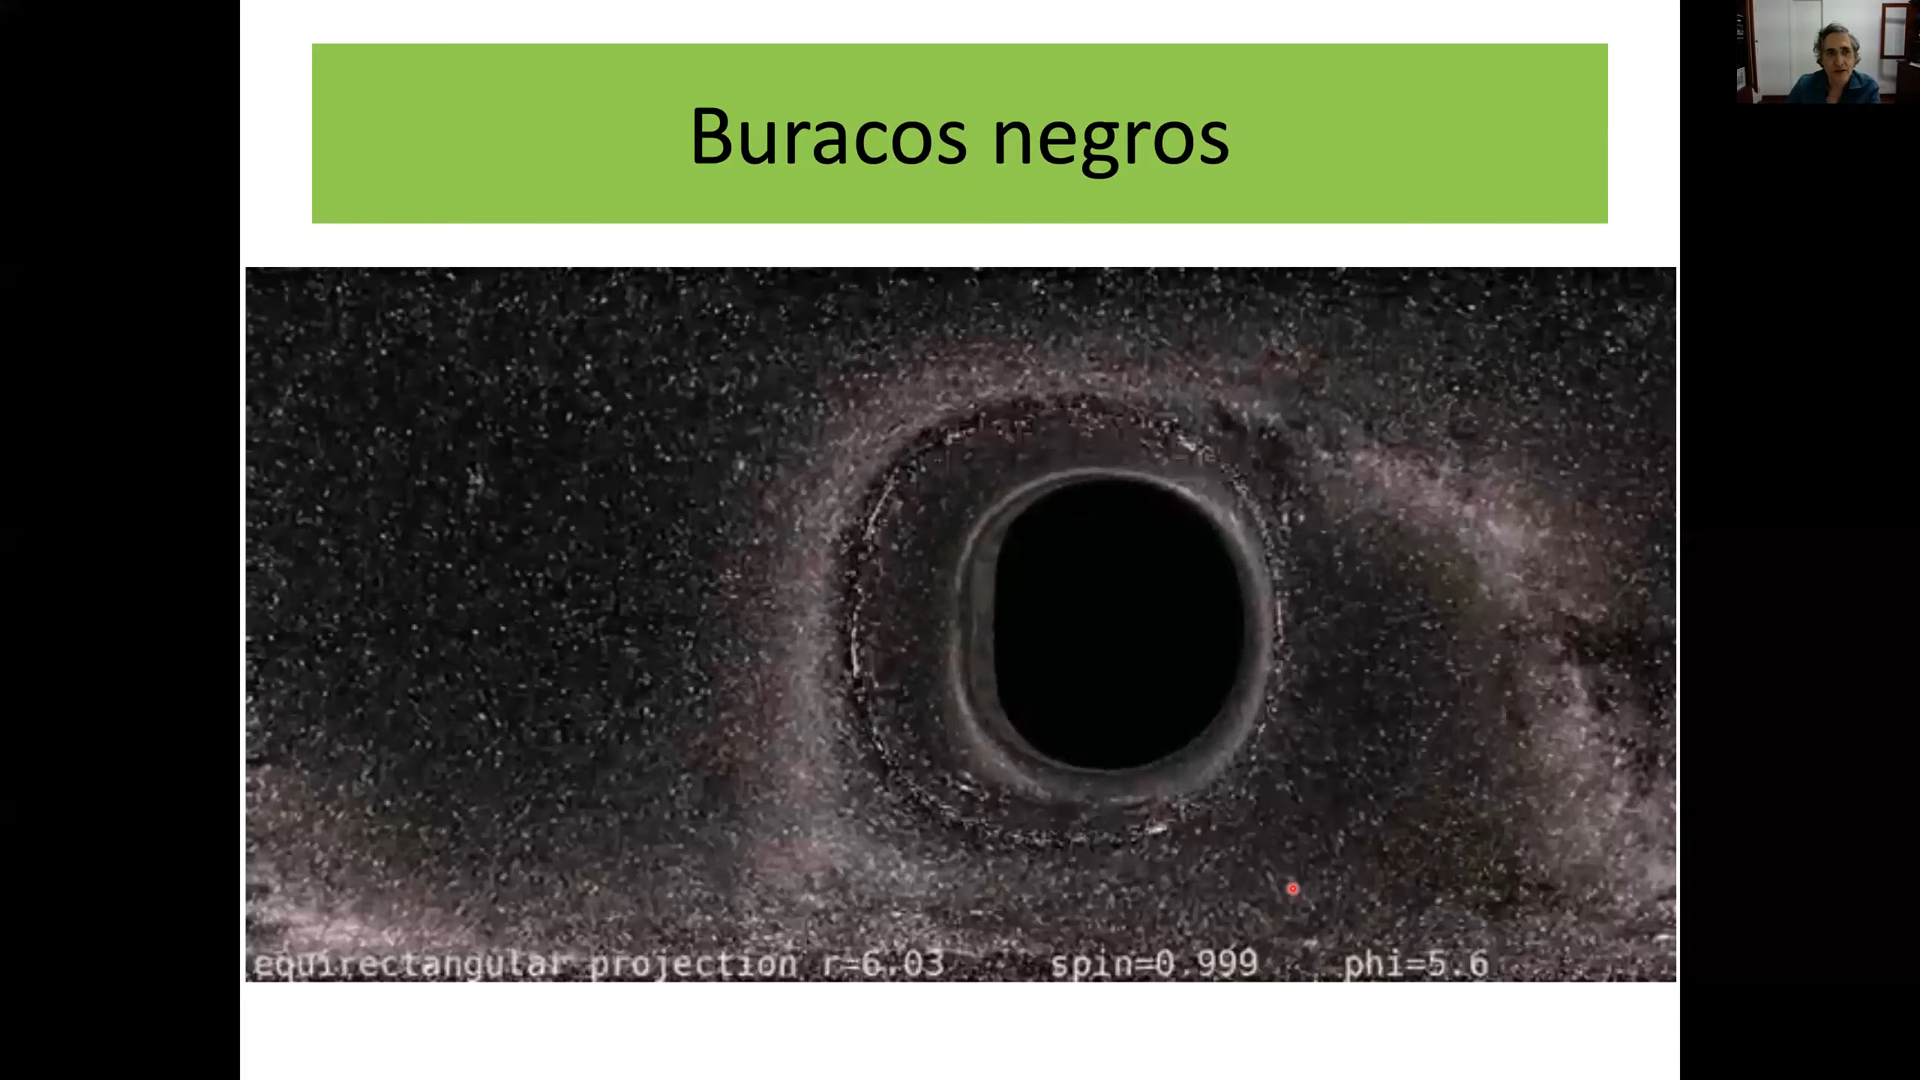 Buracos negros
equirectangular projection r=6.03 spin=0.999 phi=5.6